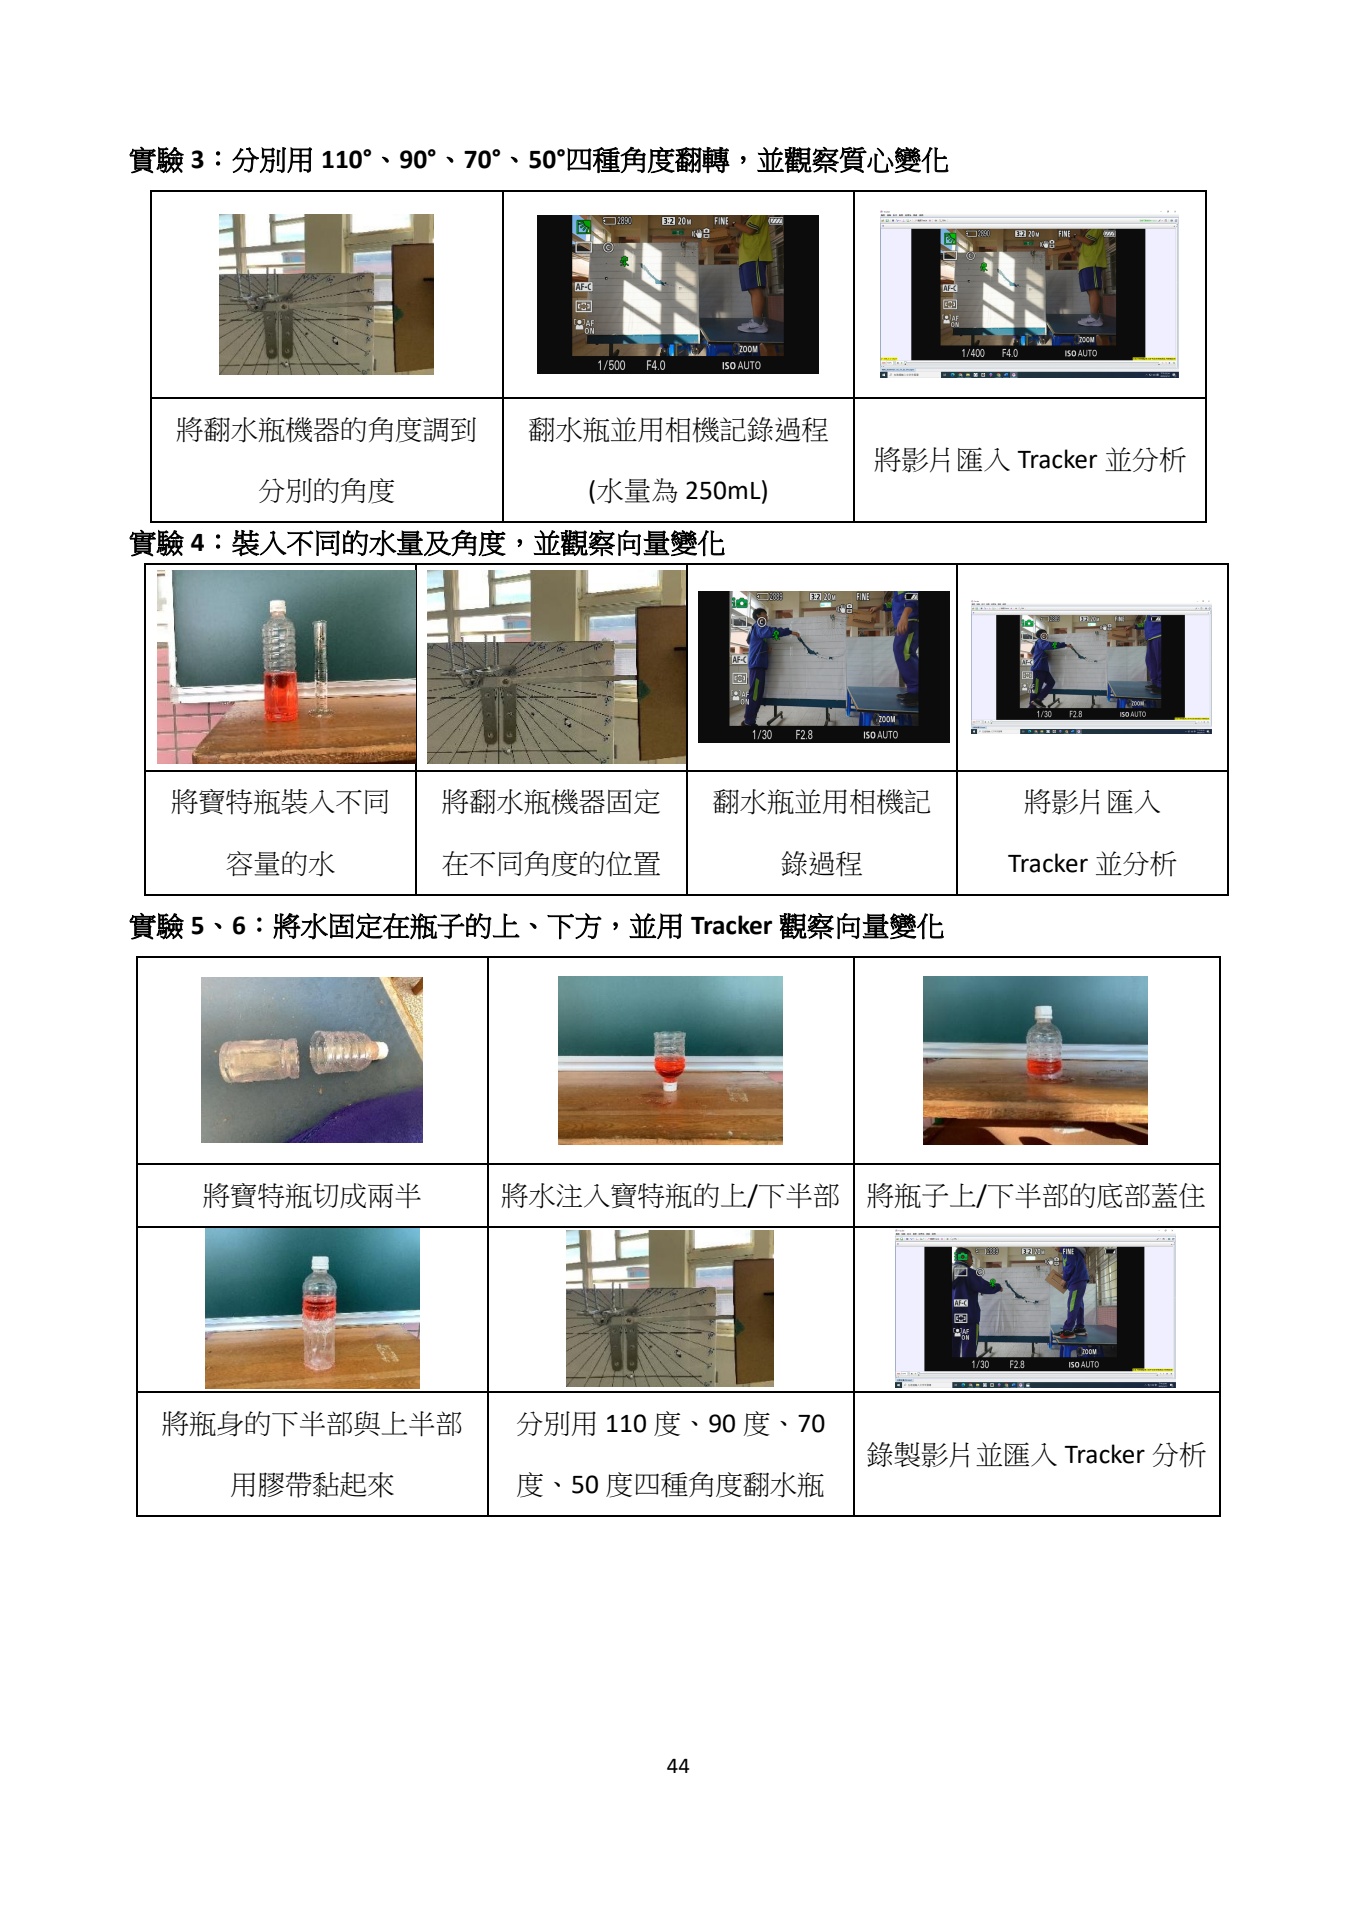 實驗 3：分別用 110°、90°、70°、50°四種角度翻轉，並觀察質心變化
2890 3:2 20M FINE
AF-C
AF
ON
ZOOM
1/500 F4.0 ISO AUTO
2890 3:2 20M FINE
AF-C
AF
ON
ZOOM
1/400 F4.0 ISO AUTO
將翻水瓶機器的角度調到
分別的角度
翻水瓶並用相機記錄過程
(水量為 250mL)
將影片匯入 Tracker 並分析
實驗 4：裝入不同的水量及角度，並觀察向量變化
3:2 20M FINE
AF-C
AF
ON
ZOOM
1/30 F2.8 ISO AUTO
FINE
ZOOM
1/30 F2.8 ISO AUTO
將寶特瓶裝入不同
容量的水
將翻水瓶機器固定
在不同角度的位置
翻水瓶並用相機記
錄過程
將影片匯入
Tracker 並分析
實驗 5、6：將水固定在瓶子的上、下方，並用 Tracker 觀察向量變化
將寶特瓶切成兩半
將水注入寶特瓶的上/下半部
將瓶子上/下半部的底部蓋住
3:2 20M FINE
AF-C
AF
ON
ZOOM
1/30 F2.8 ISO AUTO
將瓶身的下半部與上半部
用膠帶黏起來
分別用 110 度、90 度、70
度、50 度四種角度翻水瓶
錄製影片並匯入 Tracker 分析
44